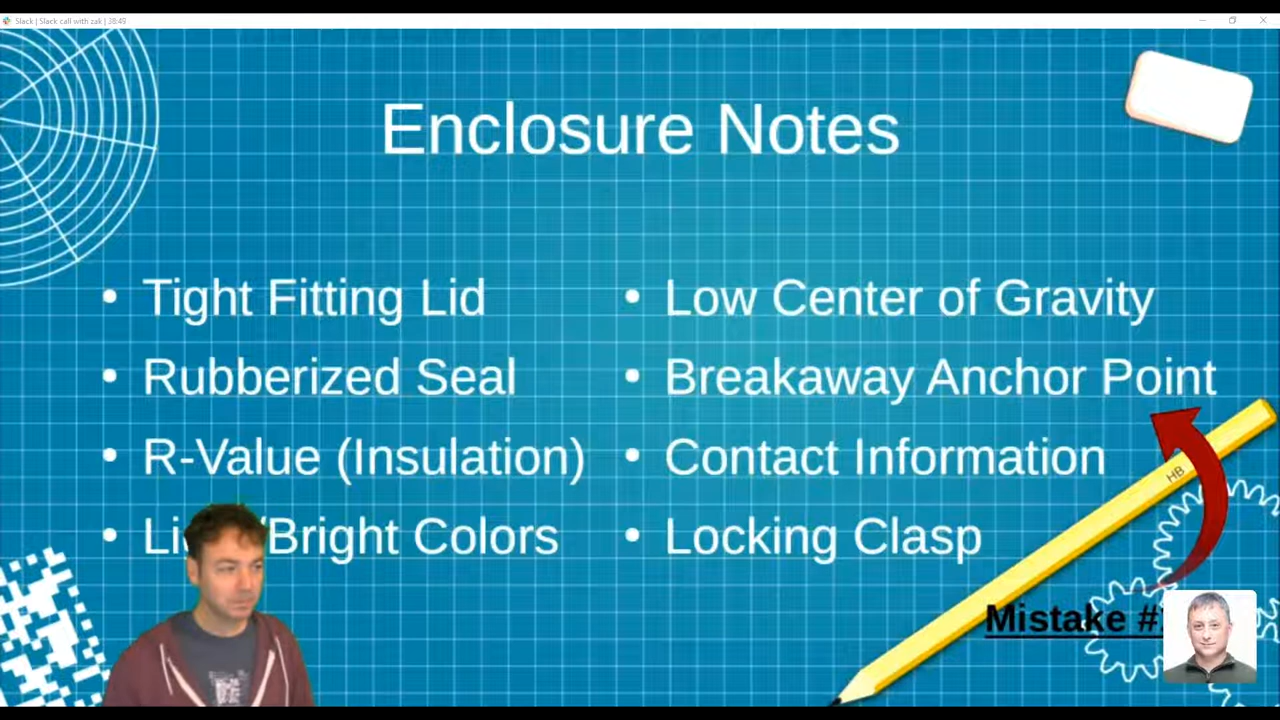 Slack | Slack call with zak | 38:49
Enclosure Notes
• Tight Fitting Lid
• Rubberized Seal
• R-Value (Insulation)
• /Bright Colors
• Low Center of Gravity
• Breakaway Anchor Point
• Contact Information
• Locking Clasp
HB
Mistake #